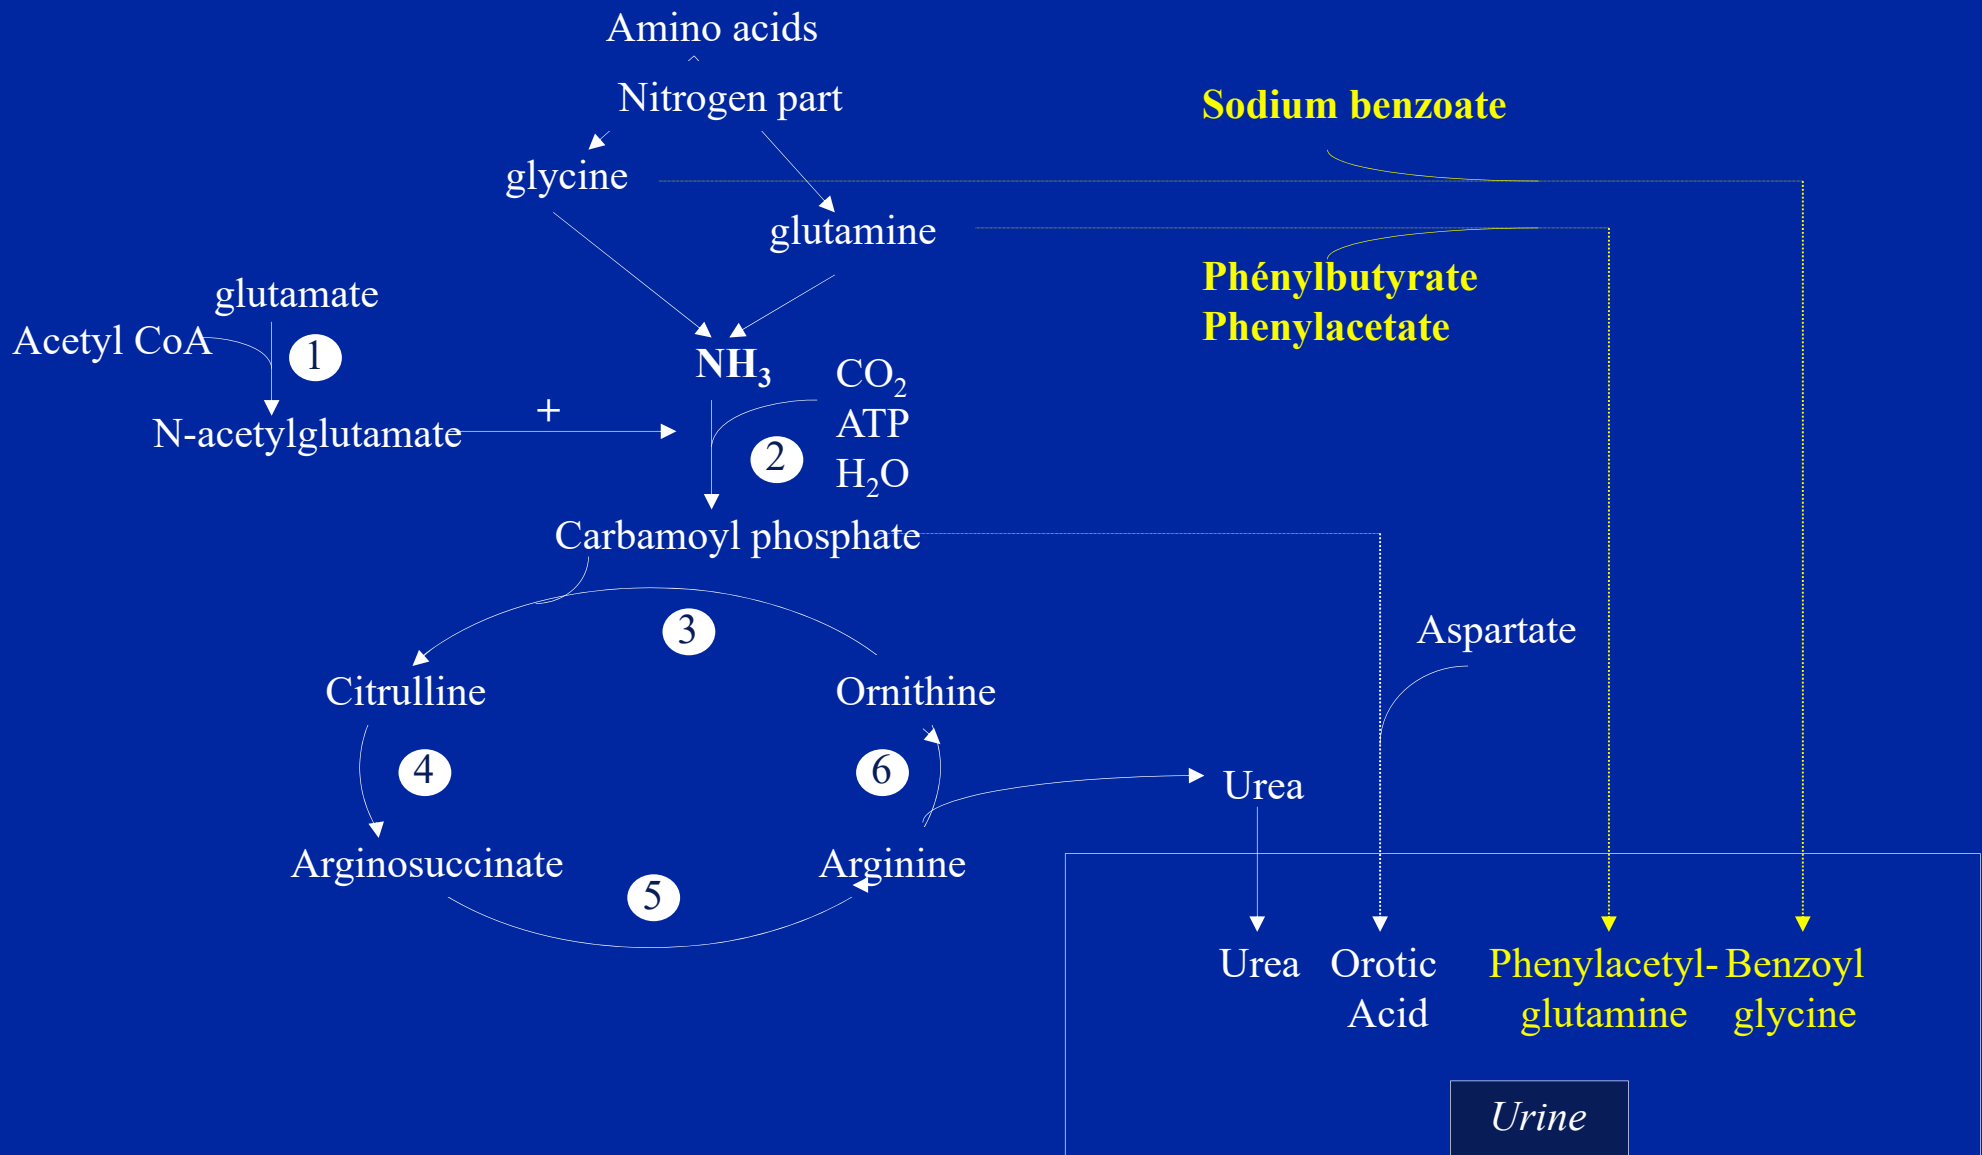 Amino acids
Nitrogen part
Sodium benzoate
glycine
glutamine
Phénylbutyrate
Phenylacetate
glutamate
Acetyl CoA
1
NH3
CO2
ATP
H2O
+
N-acetylglutamate
2
Carbamoyl phosphate
3
Aspartate
Citrulline
Ornithine
4
6
Urea
Arginosuccinate
Arginine
5
Urea
Orotic
Acid
Phenylacetyl-
glutamine
Benzoyl
glycine
Urine